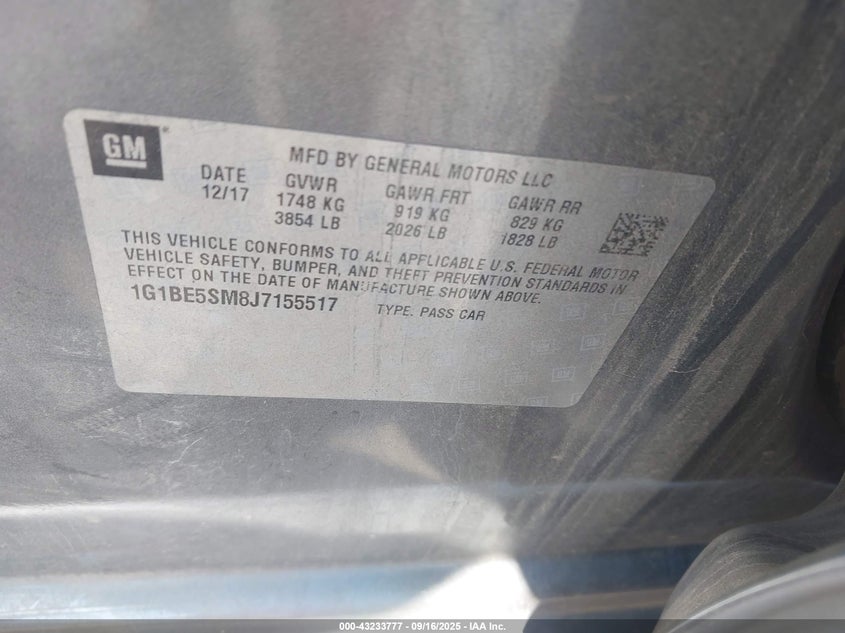 GM
MFD BY GENERAL MOTORS LLC
DATE GVWR GAWR FRT GAWR RR
12/17 1748 KG 919 KG 829 KG
3854 LB 2026 LB 1828 LB
THIS VEHICLE CONFORMS TO ALL APPLICABLE U.S. FEDERAL MOTOR
VEHICLE SAFETY, BUMPER, AND THEFT PREVENTION STANDARDS IN
EFFECT ON THE DATE OF MANUFACTURE SHOWN ABOVE.
1G1BE5SM8J7155517 TYPE: PASS CAR
000-43233777 - 09/16/2025 - IAA Inc.